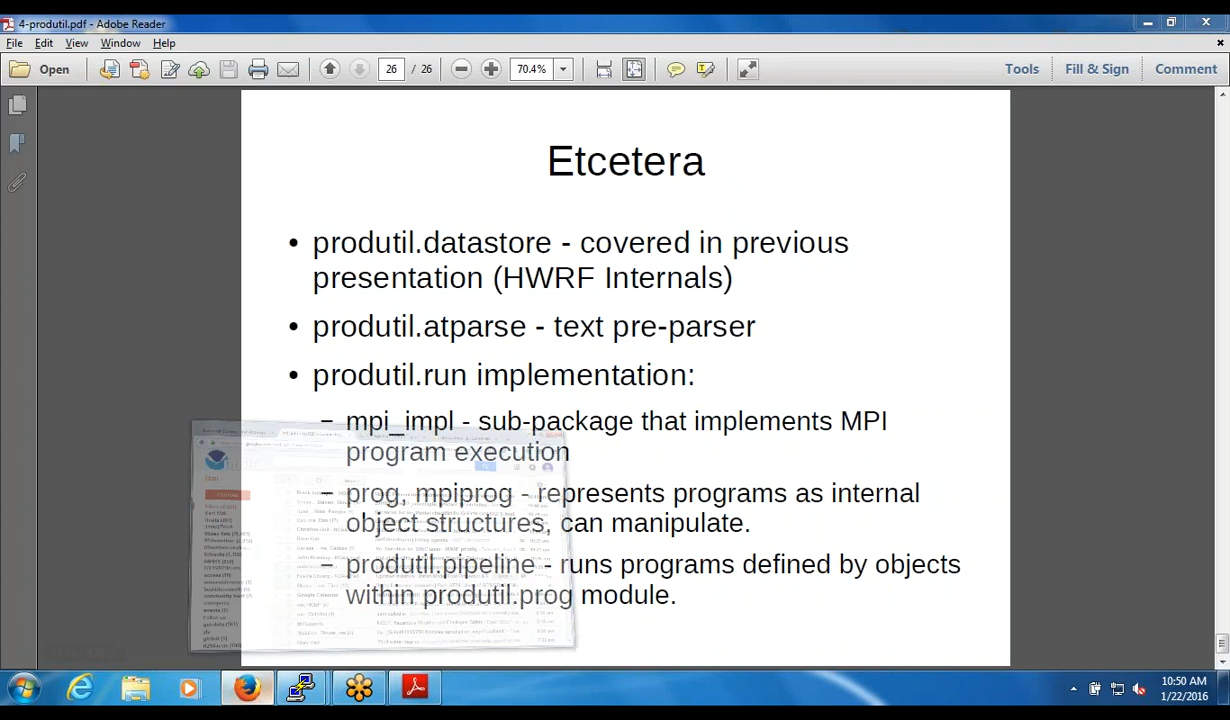 4-produtil.pdf - Adobe Reader
File Edit View Window Help
Open 26 / 26 70.4% Tools Fill & Sign Comment
Etcetera
• produtil.datastore - covered in previous
presentation (HWRF Internals)
• produtil.atparse - text pre-parser
• produtil.run implementation:
– mpi_impl - sub-package that implements MPI
program execution
– prog, mpiprog - represents programs as internal
object structures, can manipulate.
– produtil.pipeline - runs programs defined by objects
within produtil.prog module.
10:50 AM
1/22/2016